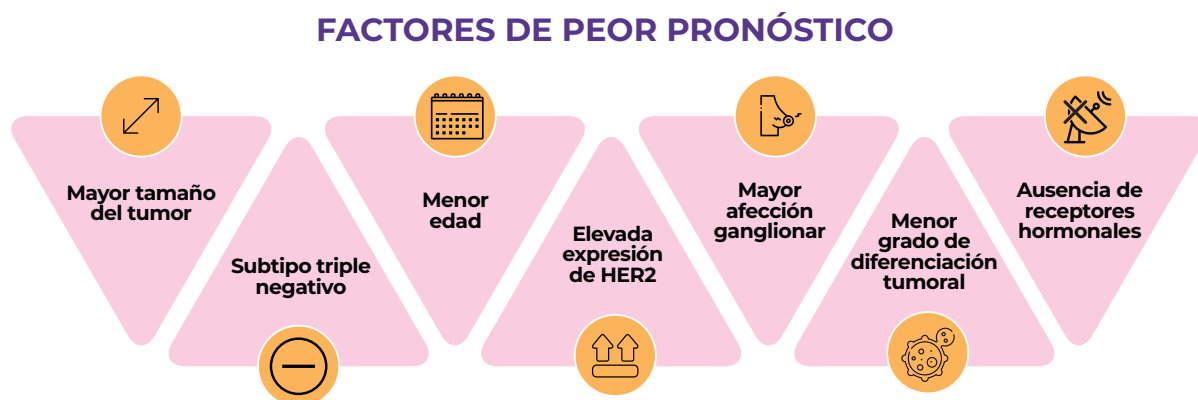 FACTORES DE PEOR PRONÓSTICO
Mayor tamaño
del tumor
Subtipo triple
negativo
Menor
edad
Elevada
expresión
de HER2
Mayor
afección
ganglionar
Menor
grado de
diferenciación
tumoral
Ausencia de
receptores
hormonales